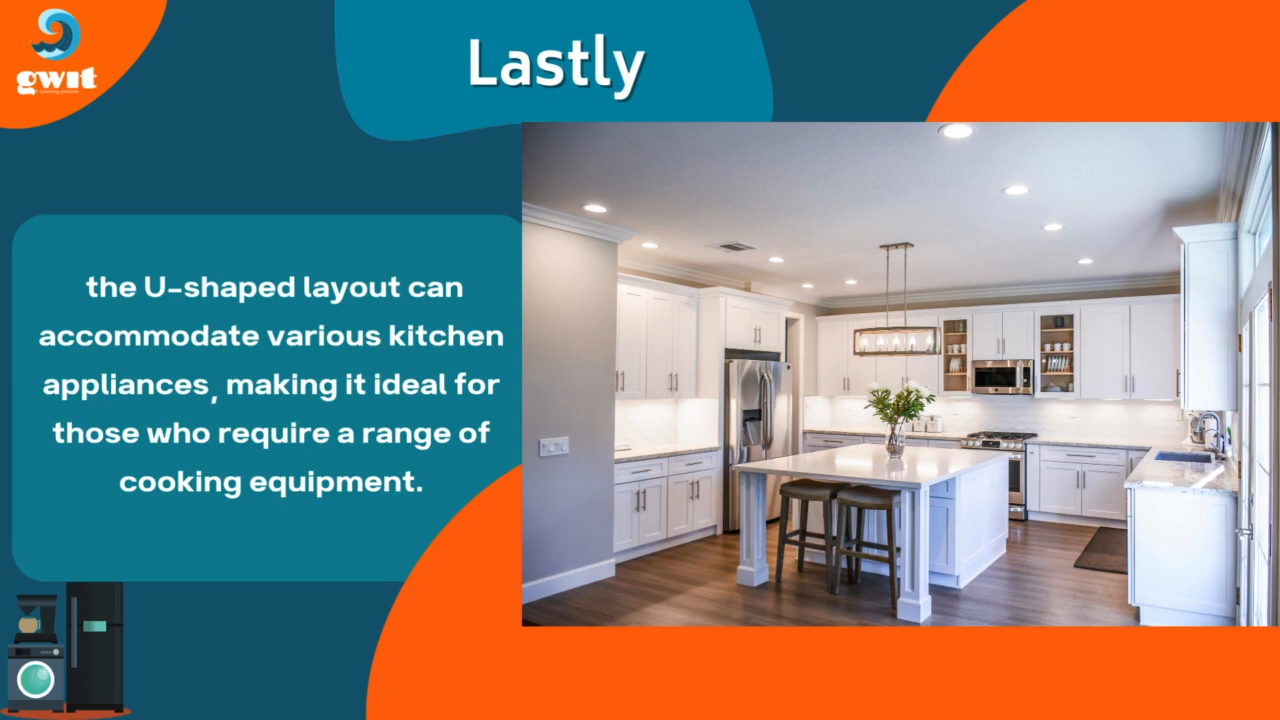 gwit
Lastly
the U-shaped layout can
accommodate various kitchen
appliances, making it ideal for
those who require a range of
cooking equipment.